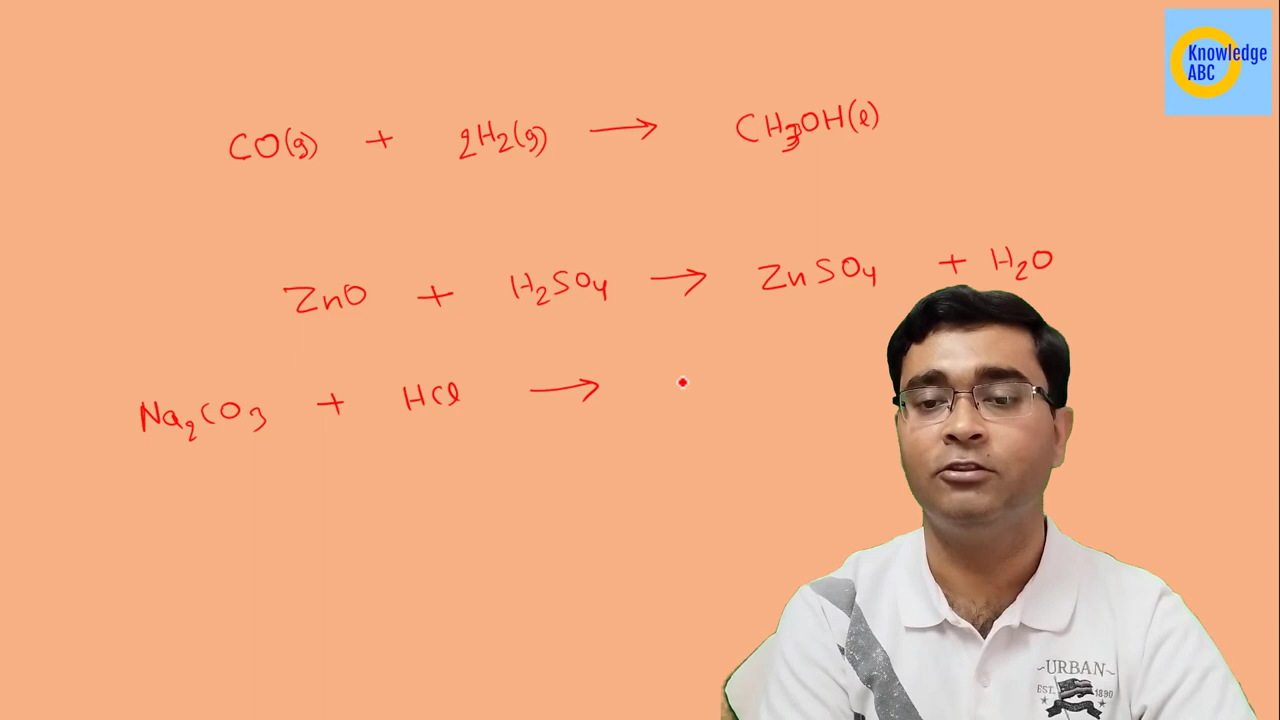 Knowledge
ABC
CO(g) + 2H2(g) → CH3OH(l)
ZnO + H2SO4 → ZnSO4 + H2O
Na2CO3 + HCl →
~URBAN~
EST. 1890